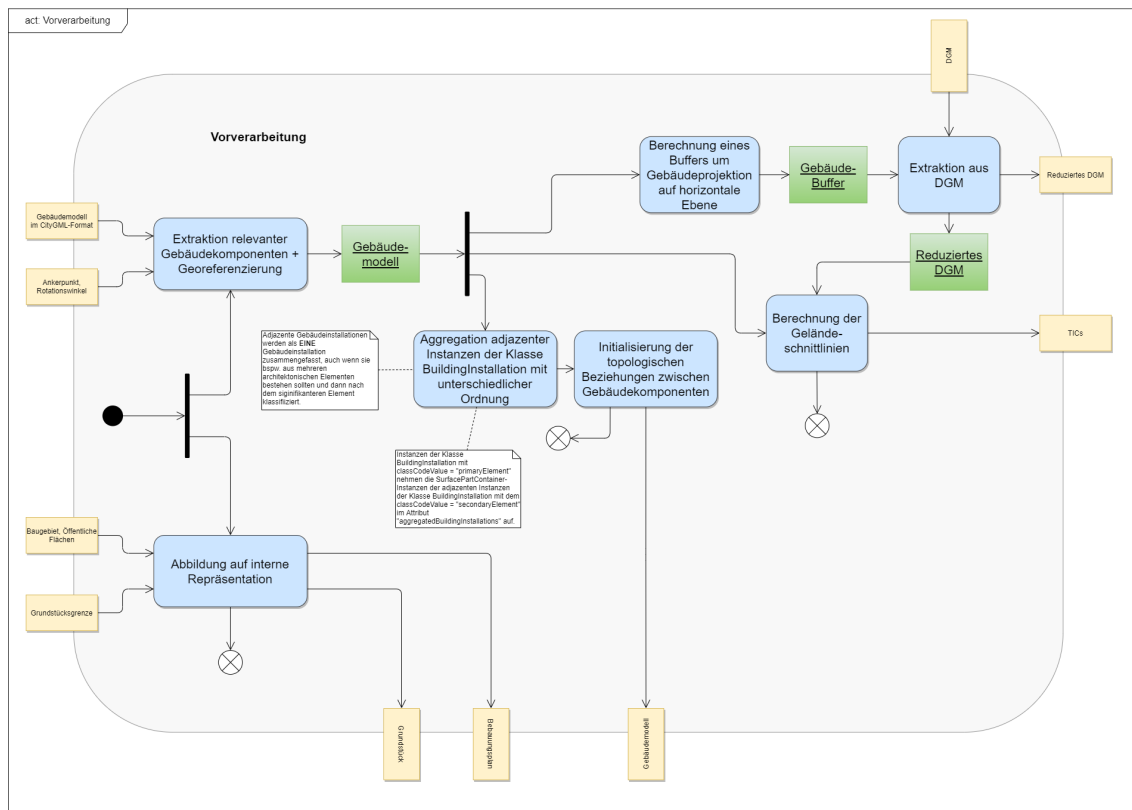 act: Vorverarbeitung
DGM
Vorverarbeitung
Berechnung eines
Buffers um
Gebäudeprojektion
auf horizontale
Ebene
Gebäude-
Buffer
Extraktion aus
DGM
Reduziertes DGM
Gebäudemodell
im CityGML-Format
Extraktion relevanter
Gebäudekomponenten +
Georeferenzierung
Gebäude-
modell
Reduziertes
DGM
Ankerpunkt,
Rotationswinkel
Berechnung der
Gelände-
schnittlinien
TICs
Adjazente Gebäudeinstallationen
werden als EINE
Gebäudeinstallation
zusammengefasst, auch wenn sie
bspw. aus mehreren
architektonischen Elementen
bestehen sollten und dann nach
dem siginifikanteren Element
klassifiziert.
Aggregation adjazenter
Instanzen der Klasse
BuildingInstallation mit
unterschiedlicher
Ordnung
Initialisierung der
topologischen
Beziehungen zwischen
Gebäudekomponenten
Instanzen der Klasse
BuildingInstallation mit
classCodeValue = "primaryElement"
nehmen die SurfacePartContainer-
Instanzen der adjazenten Instanzen
der Klasse BuildingInstallation mit dem
classCodeValue = "secondaryElement"
im Attribut
"aggregatedBuildingInstallations" auf.
Baugebiet, Öffentliche
Flächen
Abbildung auf interne
Repräsentation
Grundstücksgrenze
Grundstück
Bebauungsplan
Gebäudemodell